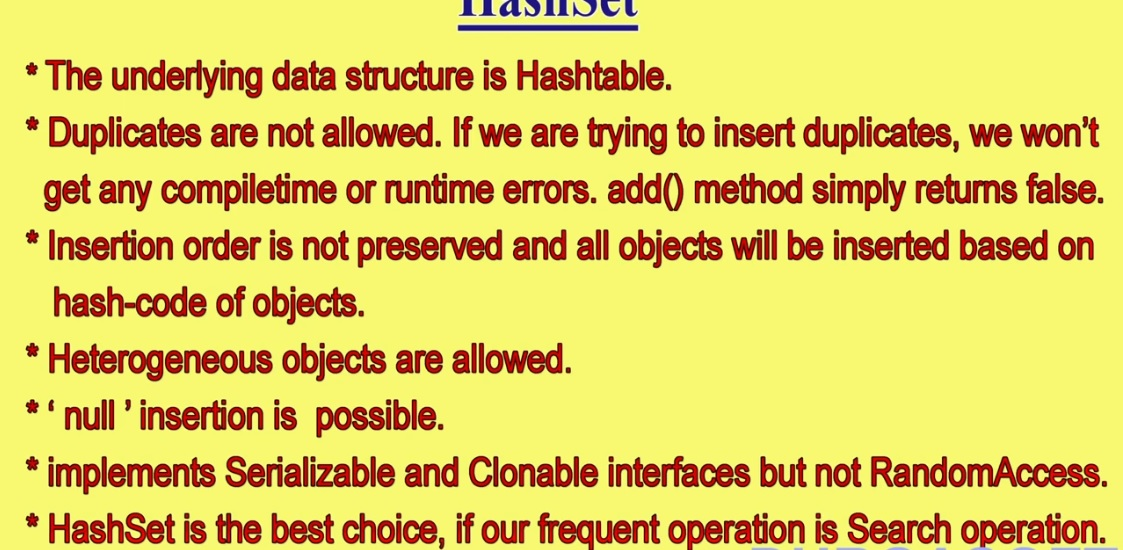 HashSet
* The underlying data structure is Hashtable.
* Duplicates are not allowed. If we are trying to insert duplicates, we won’t
get any compiletime or runtime errors. add() method simply returns false.
* Insertion order is not preserved and all objects will be inserted based on
hash-code of objects.
* Heterogeneous objects are allowed.
* ‘ null ’ insertion is possible.
* implements Serializable and Clonable interfaces but not RandomAccess.
* HashSet is the best choice, if our frequent operation is Search operation.